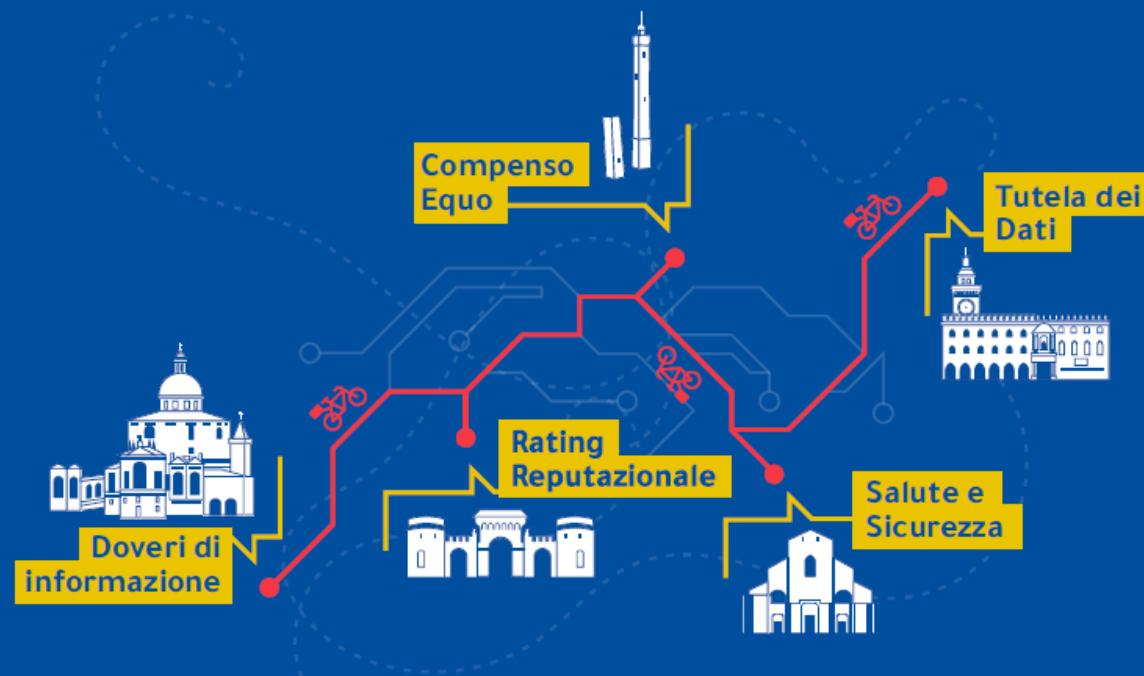 Compenso
Equo
Tutela dei
Dati
Rating
Reputazionale
Salute e
Sicurezza
Doveri di
informazione